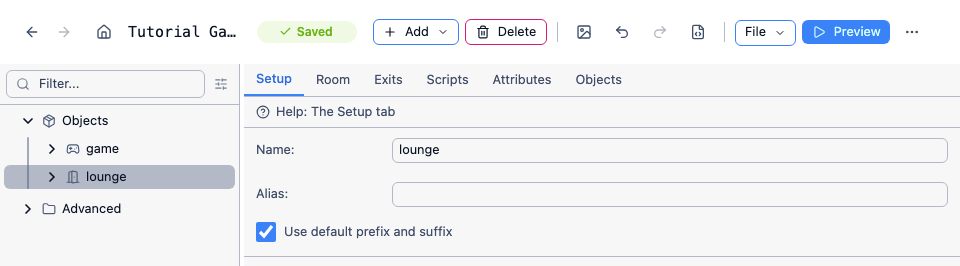 Tutorial Ga… Saved Add Delete File Preview
Filter...
Setup Room Exits Scripts Attributes Objects
Help: The Setup tab
Objects
game
lounge
Advanced
Name: lounge
Alias:
Use default prefix and suffix